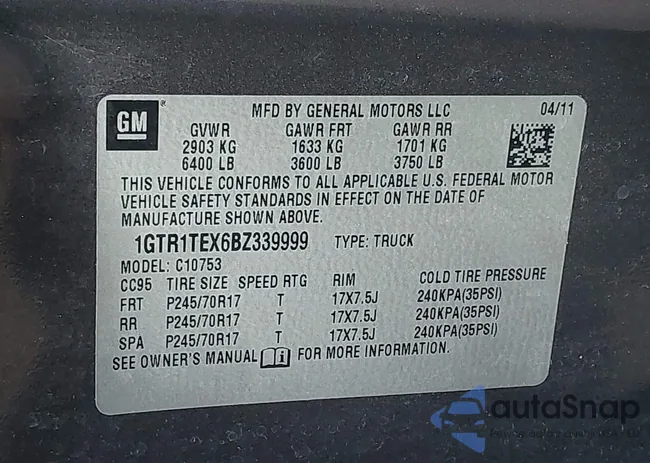 GM
MFD BY GENERAL MOTORS LLC 04/11
GVWR GAWR FRT GAWR RR
2903 KG 1633 KG 1701 KG
6400 LB 3600 LB 3750 LB
THIS VEHICLE CONFORMS TO ALL APPLICABLE U.S. FEDERAL MOTOR
VEHICLE SAFETY STANDARDS IN EFFECT ON THE DATE OF
MANUFACTURE SHOWN ABOVE.
1GTR1TEX6BZ339999 TYPE: TRUCK
MODEL: C10753
CC95 TIRE SIZE SPEED RTG RIM COLD TIRE PRESSURE
FRT P245/70R17 T 17X7.5J 240KPA(35PSI)
RR P245/70R17 T 17X7.5J 240KPA(35PSI)
SPA P245/70R17 T 17X7.5J 240KPA(35PSI)
SEE OWNER'S MANUAL FOR MORE INFORMATION.
autoSnap